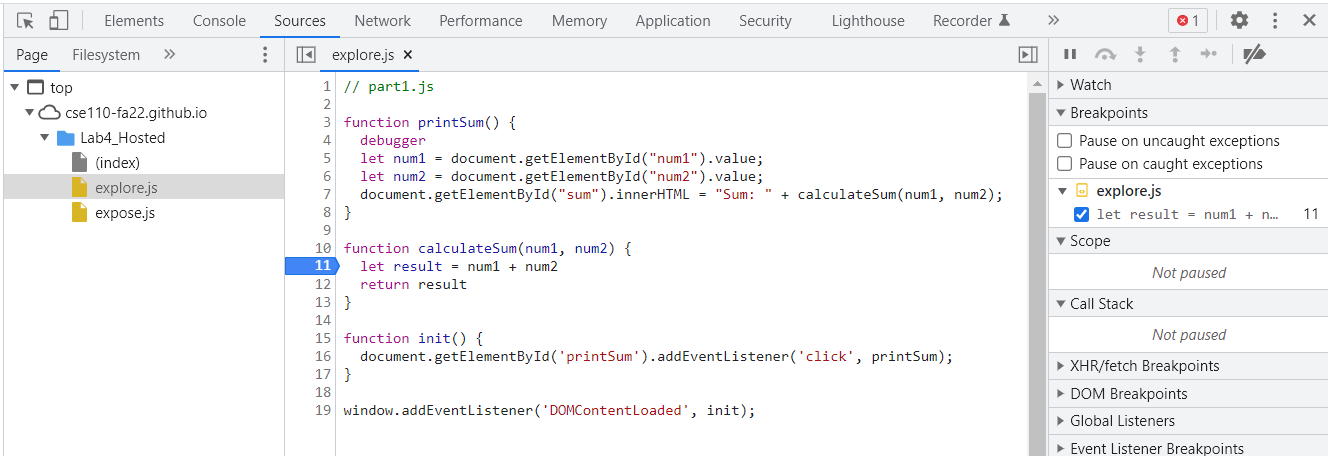 Elements Console Sources Network Performance Memory Application Security Lighthouse Recorder 1
Page Filesystem
explore.js
top
cse110-fa22.github.io
Lab4_Hosted
(index)
explore.js
expose.js
1 // part1.js
2
3 function printSum() {
4   debugger
5   let num1 = document.getElementById("num1").value;
6   let num2 = document.getElementById("num2").value;
7   document.getElementById("sum").innerHTML = "Sum: " + calculateSum(num1, num2);
8 }
9
10 function calculateSum(num1, num2) {
11   let result = num1 + num2
12   return result
13 }
14
15 function init() {
16   document.getElementById('printSum').addEventListener('click', printSum);
17 }
18
19 window.addEventListener('DOMContentLoaded', init);
Watch
Breakpoints
Pause on uncaught exceptions
Pause on caught exceptions
explore.js
let result = num1 + n… 11
Scope
Not paused
Call Stack
Not paused
XHR/fetch Breakpoints
DOM Breakpoints
Global Listeners
Event Listener Breakpoints